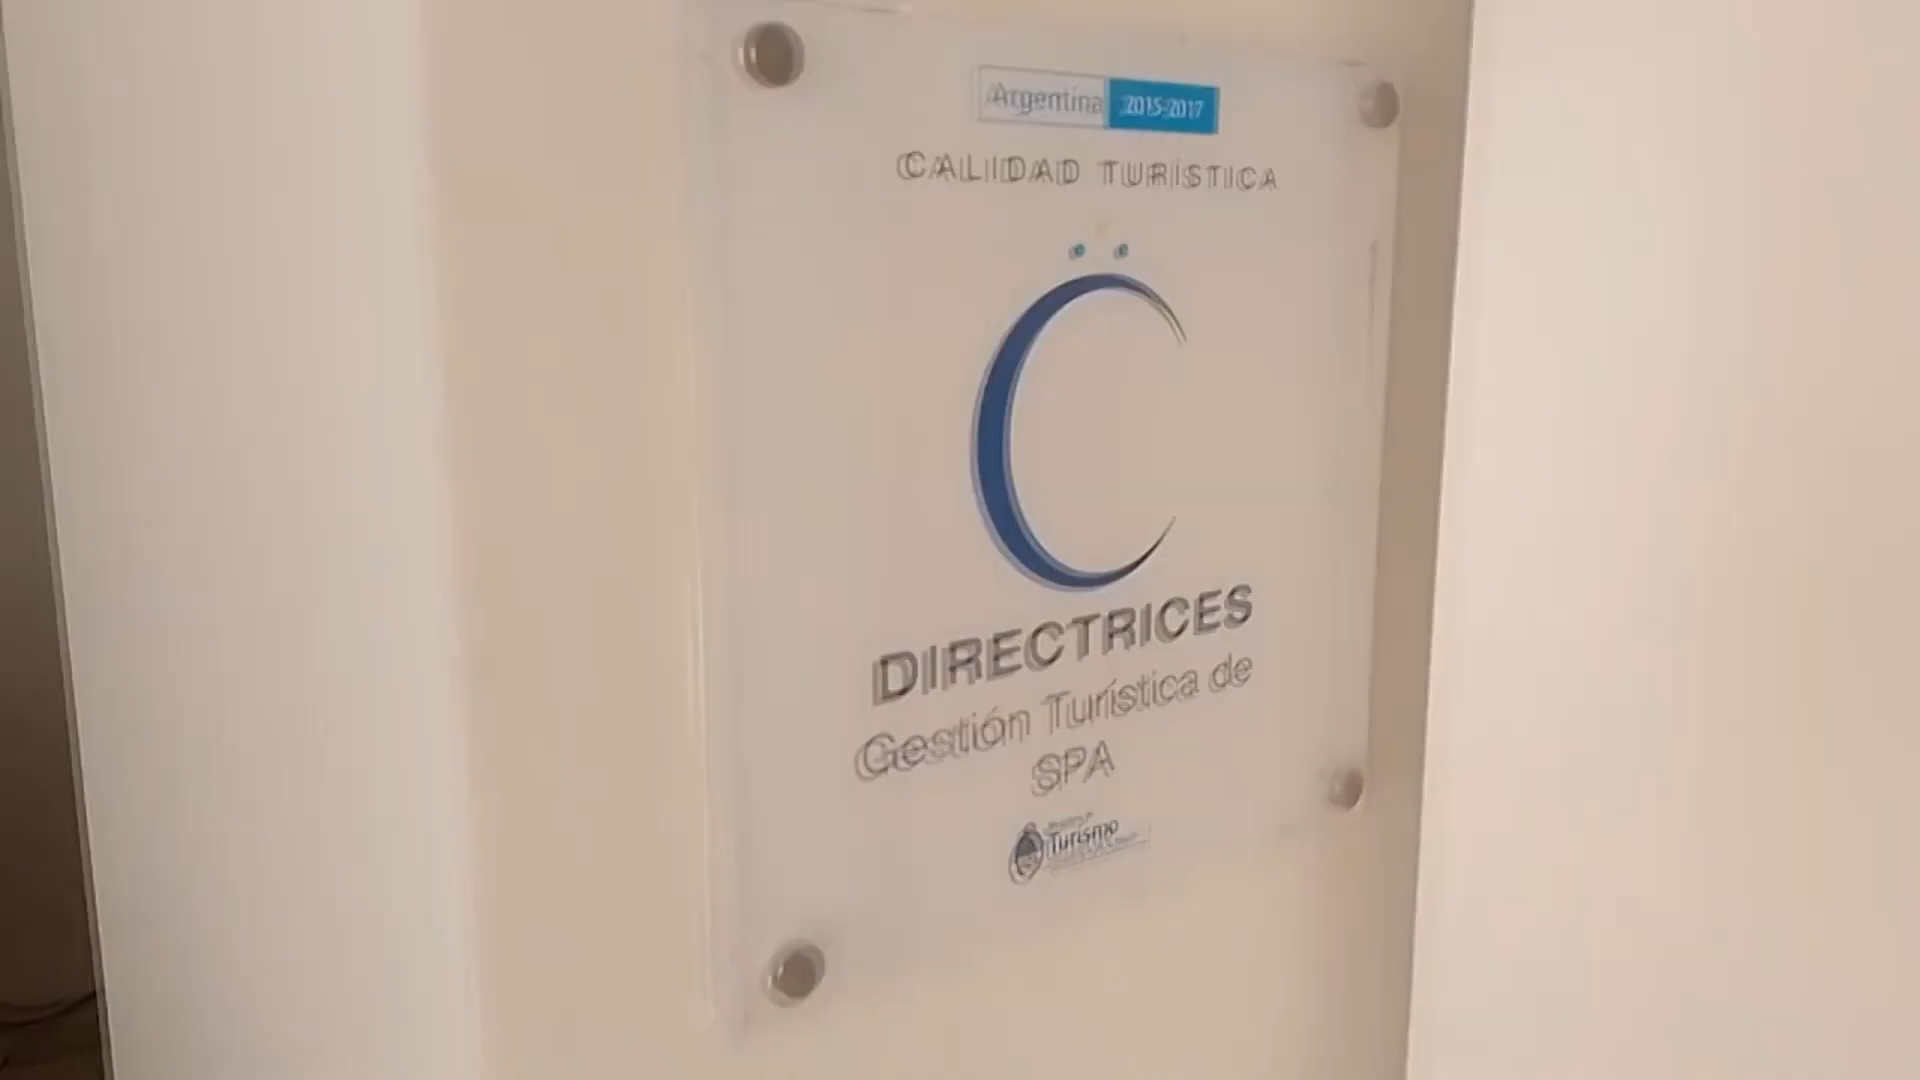 Argentina 2015-2017
CALIDAD TURÍSTICA
DIRECTRICES
Gestión Turística de
SPA
Turismo